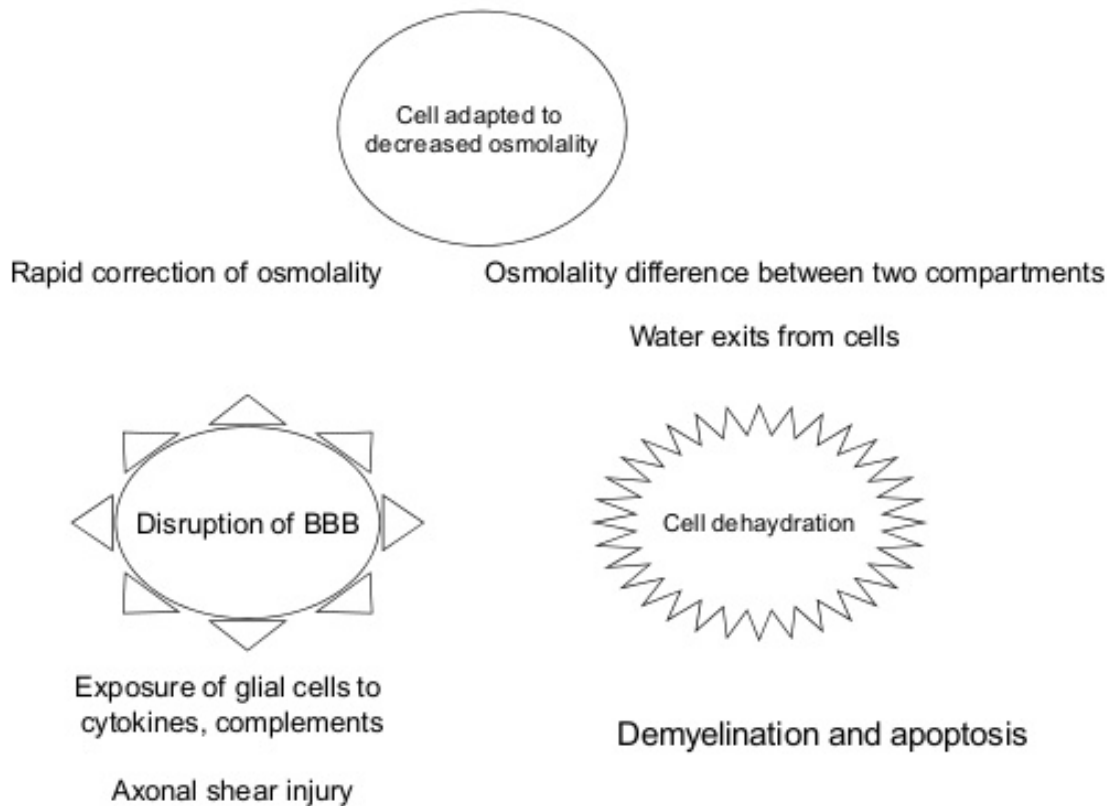 Cell adapted to
decreased osmolality
Rapid correction of osmolality
Osmolality difference between two compartments
Water exits from cells
Disruption of BBB
Cell dehaydration
Exposure of glial cells to
cytokines, complements
Demyelination and apoptosis
Axonal shear injury